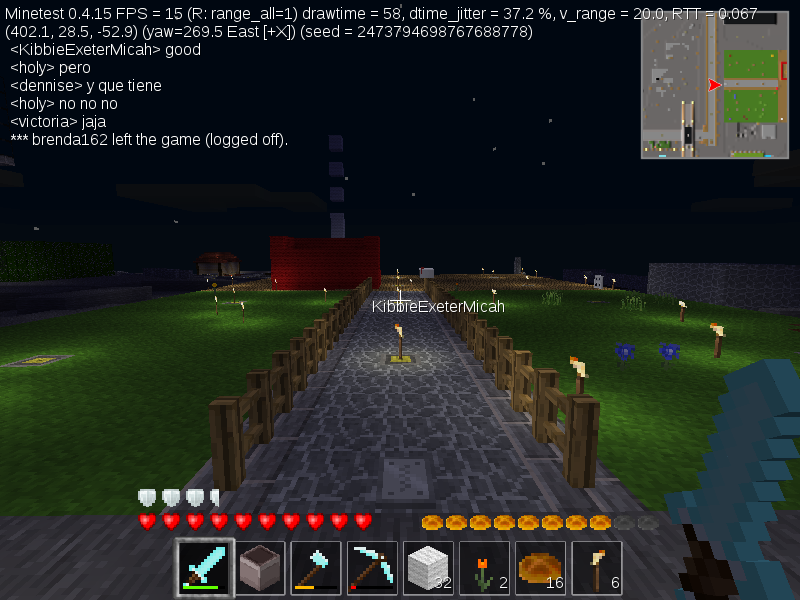 Minetest 0.4.15 FPS = 15 (R: range_all=1) drawtime = 58, dtime_jitter = 37.2 %, v_range = 20.0, RTT = 0.067
(402.1, 28.5, -52.9) (yaw=269.5 East [+X]) (seed = 2473794698767688778)
<KibbieExeterMicah> good
<holy> pero
<dennise> y que tiene
<holy> no no no
<victoria> jaja
*** brenda162 left the game (logged off).
KibbieExeterMicah
32 2 16 6